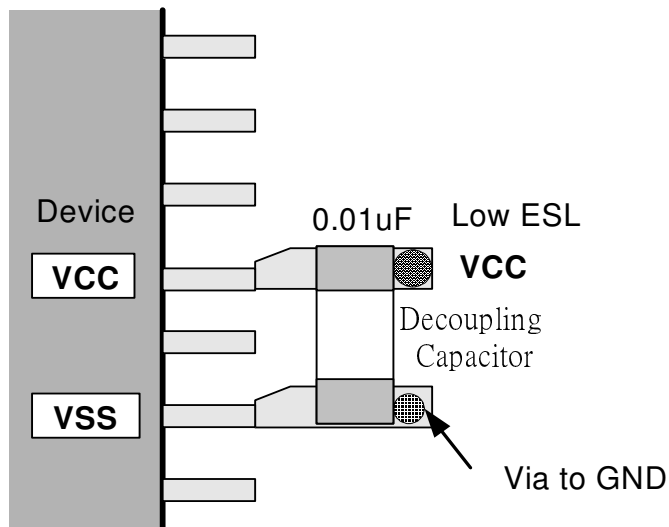 Device
0.01uF
Low ESL
VCC
VCC
Decoupling
Capacitor
VSS
Via to GND